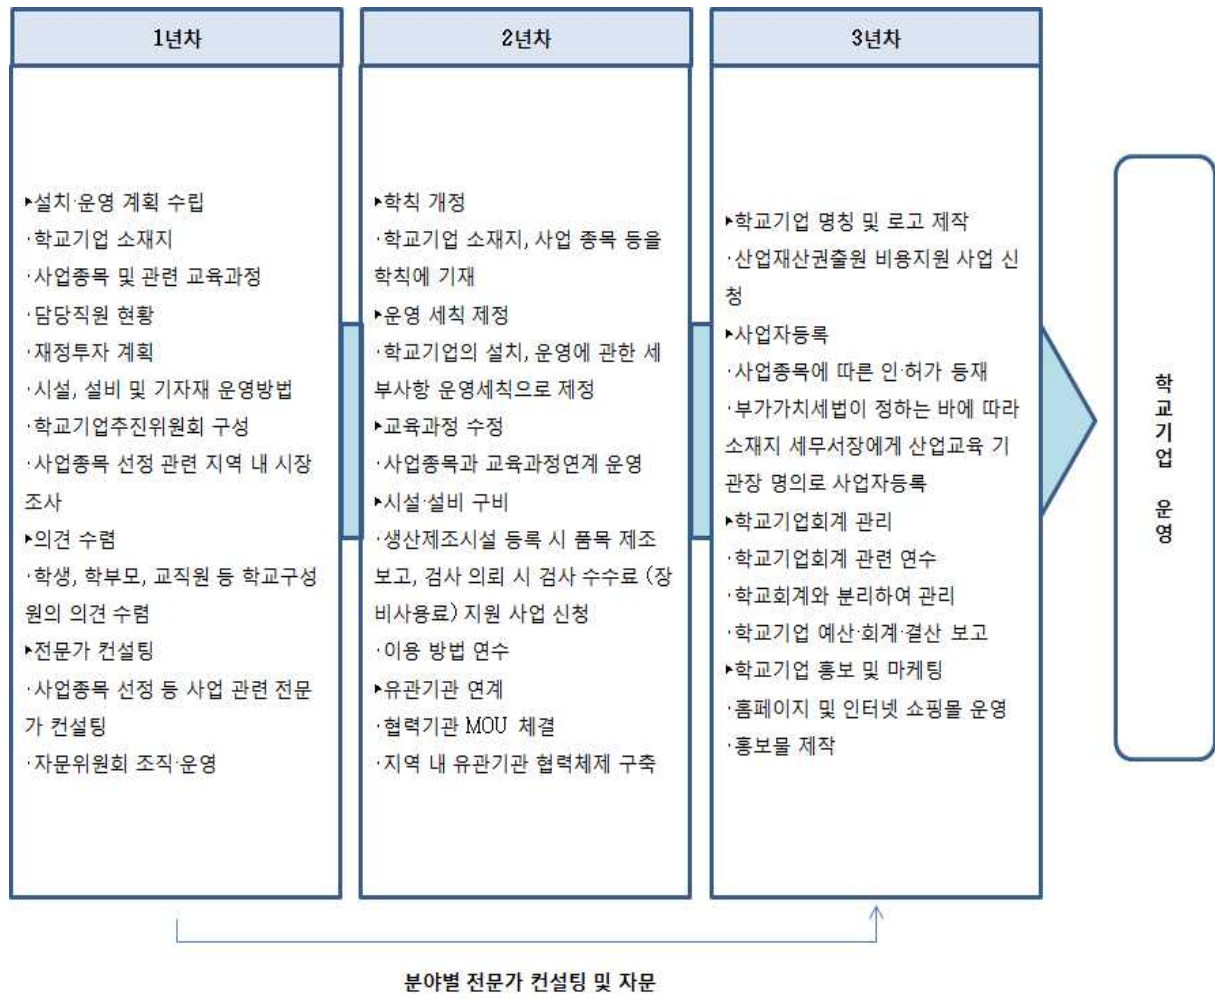 1년차
▸설치·운영 계획 수립
·학교기업 소재지
·사업종목 및 관련 교육과정
·담당직원 현황
·재정투자 계획
·시설, 설비 및 기자재 운영방법
·학교기업추진위원회 구성
·사업종목 선정 관련 지역 내 시장
조사
▸의견 수렴
·학생, 학부모, 교직원 등 학교구성
원의 의견 수렴
▸전문가 컨설팅
·사업종목 선정 등 사업 관련 전문
가 컨설팅
·자문위원회 조직·운영
2년차
▸학칙 개정
·학교기업 소재지, 사업 종목 등을
학칙에 기재
▸운영 세칙 제정
·학교기업의 설치, 운영에 관한 세
부사항 운영세칙으로 제정
▸교육과정 수정
·사업종목과 교육과정연계 운영
▸시설·설비 구비
·생산제조시설 등록 시 품목 제조
보고, 검사 의뢰 시 검사 수수료 (장
비사용료) 지원 사업 신청
·이용 방법 연수
▸유관기관 연계
·협력기관 MOU 체결
·지역 내 유관기관 협력체제 구축
3년차
▸학교기업 명칭 및 로고 제작
·산업재산권출원 비용지원 사업 신
청
▸사업자등록
·사업종목에 따른 인·허가 등재
·부가가치세법이 정하는 바에 따라
소재지 세무서장에게 산업교육 기
관장 명의로 사업자등록
▸학교기업회계 관리
·학교기업회계 관련 연수
·학교회계와 분리하여 관리
·학교기업 예산·회계·결산 보고
▸학교기업 홍보 및 마케팅
·홈페이지 및 인터넷 쇼핑몰 운영
·홍보물 제작
학교기업 운영
분야별 전문가 컨설팅 및 자문